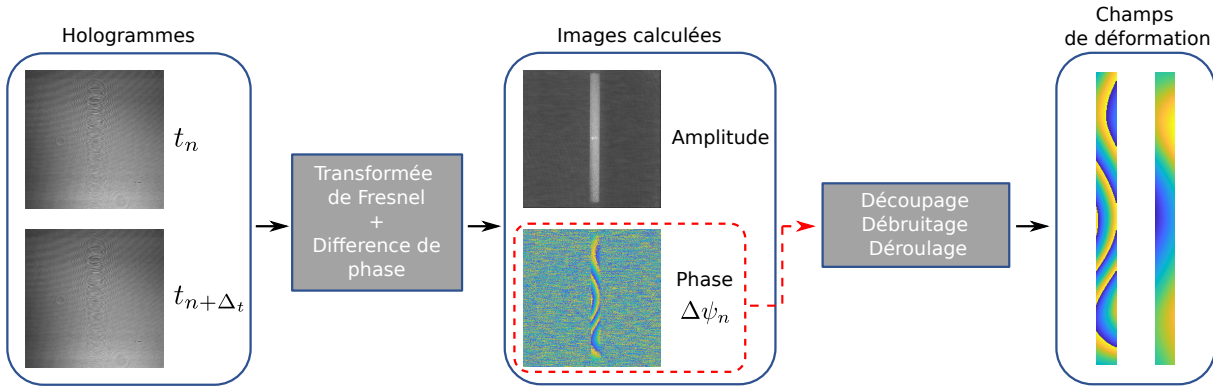 Hologrammes
t_n
t_{n+Δ_t}
Transformée
de Fresnel
+
Difference de
phase
Images calculées
Amplitude
Phase
Δψ_n
Découpage
Débruitage
Déroulage
Champs
de déformation